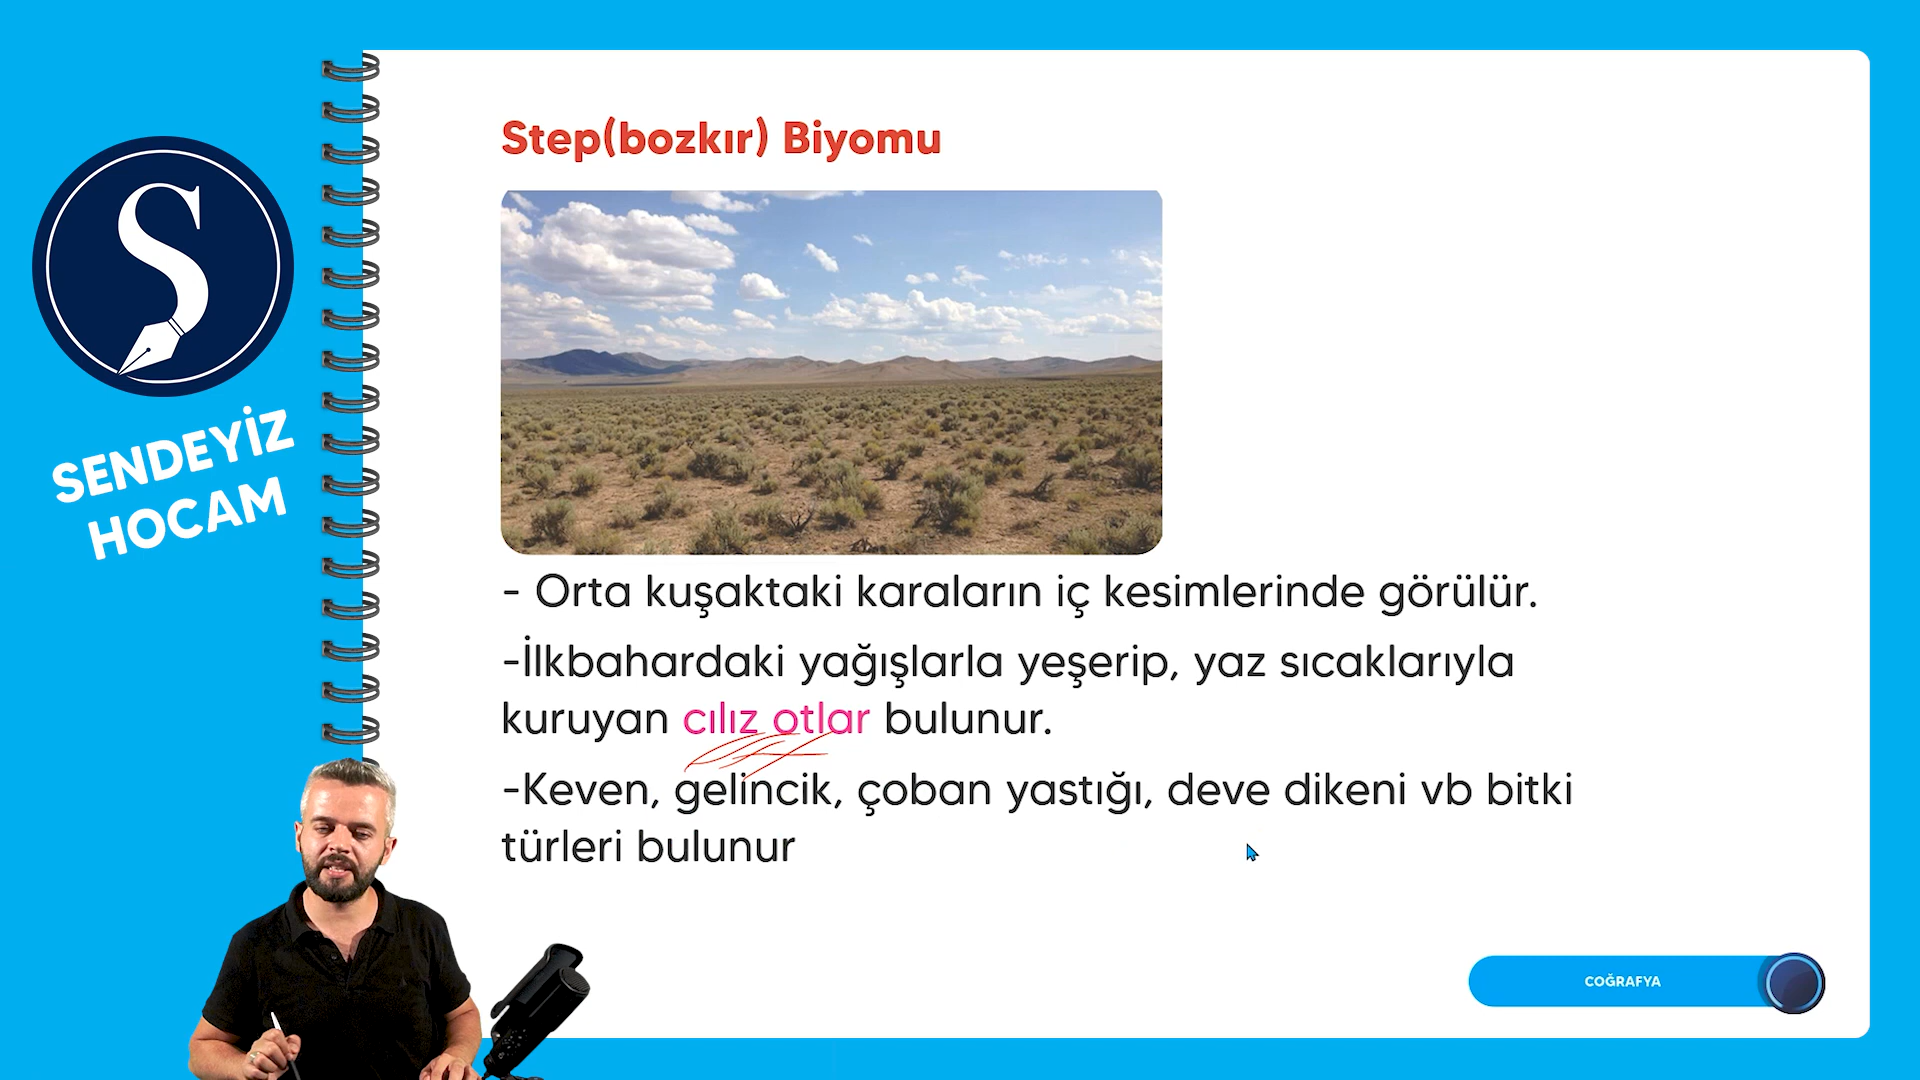 SENDEYİZ
HOCAM
Step(bozkır) Biyomu
- Orta kuşaktaki karaların iç kesimlerinde görülür.
-İlkbahardaki yağışlarla yeşerip, yaz sıcaklarıyla
kuruyan cılız otlar bulunur.
-Keven, gelincik, çoban yastığı, deve dikeni vb bitki
türleri bulunur
COĞRAFYA